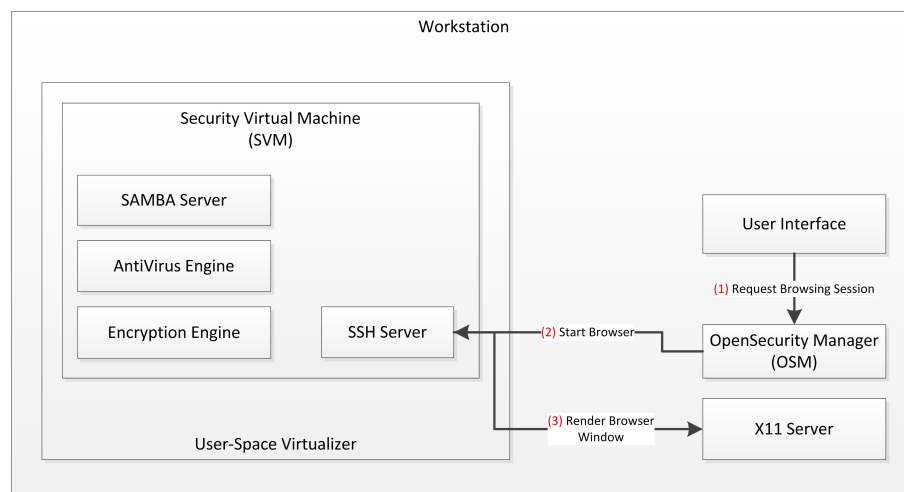 Workstation
Security Virtual Machine
(SVM)
SAMBA Server
AntiVirus Engine
Encryption Engine
SSH Server
User-Space Virtualizer
User Interface
(1) Request Browsing Session
OpenSecurity Manager
(OSM)
(2) Start Browser
(3) Render Browser
Window
X11 Server